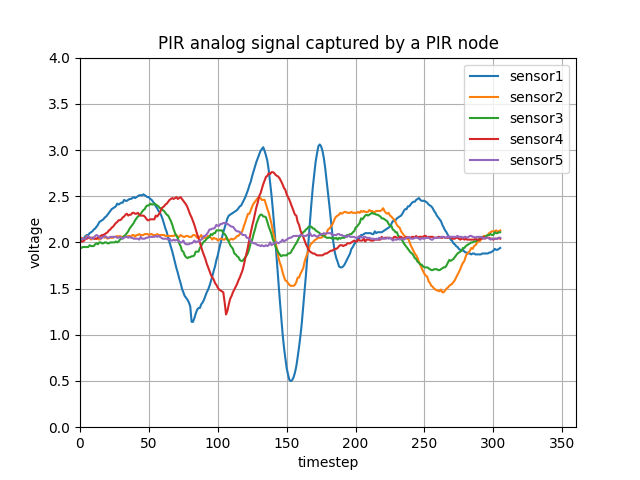 PIR analog signal captured by a PIR node
4.0
3.5
3.0
2.5
2.0
1.5
1.0
0.5
0.0
voltage
0 50 100 150 200 250 300 350
timestep
sensor1
sensor2
sensor3
sensor4
sensor5